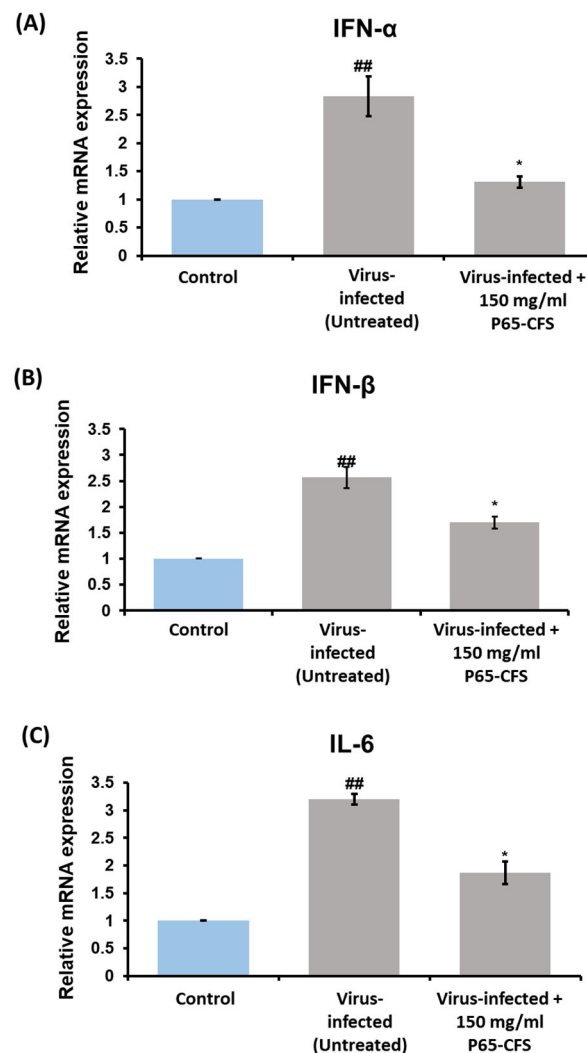 (A)
IFN-α
Relative mRNA expression
3.5
3
2.5
2
1.5
1
0.5
0
##
*
Control
Virus-
infected
(Untreated)
Virus-infected +
150 mg/ml
P65-CFS
(B)
IFN-β
Relative mRNA expression
3.5
3
2.5
2
1.5
1
0.5
0
##
*
Control
Virus-
infected
(Untreated)
Virus-infected +
150 mg/ml
P65-CFS
(C)
IL-6
Relative mRNA expression
3.5
3
2.5
2
1.5
1
0.5
0
##
*
Control
Virus-
infected
(Untreated)
Virus-infected +
150 mg/ml
P65-CFS